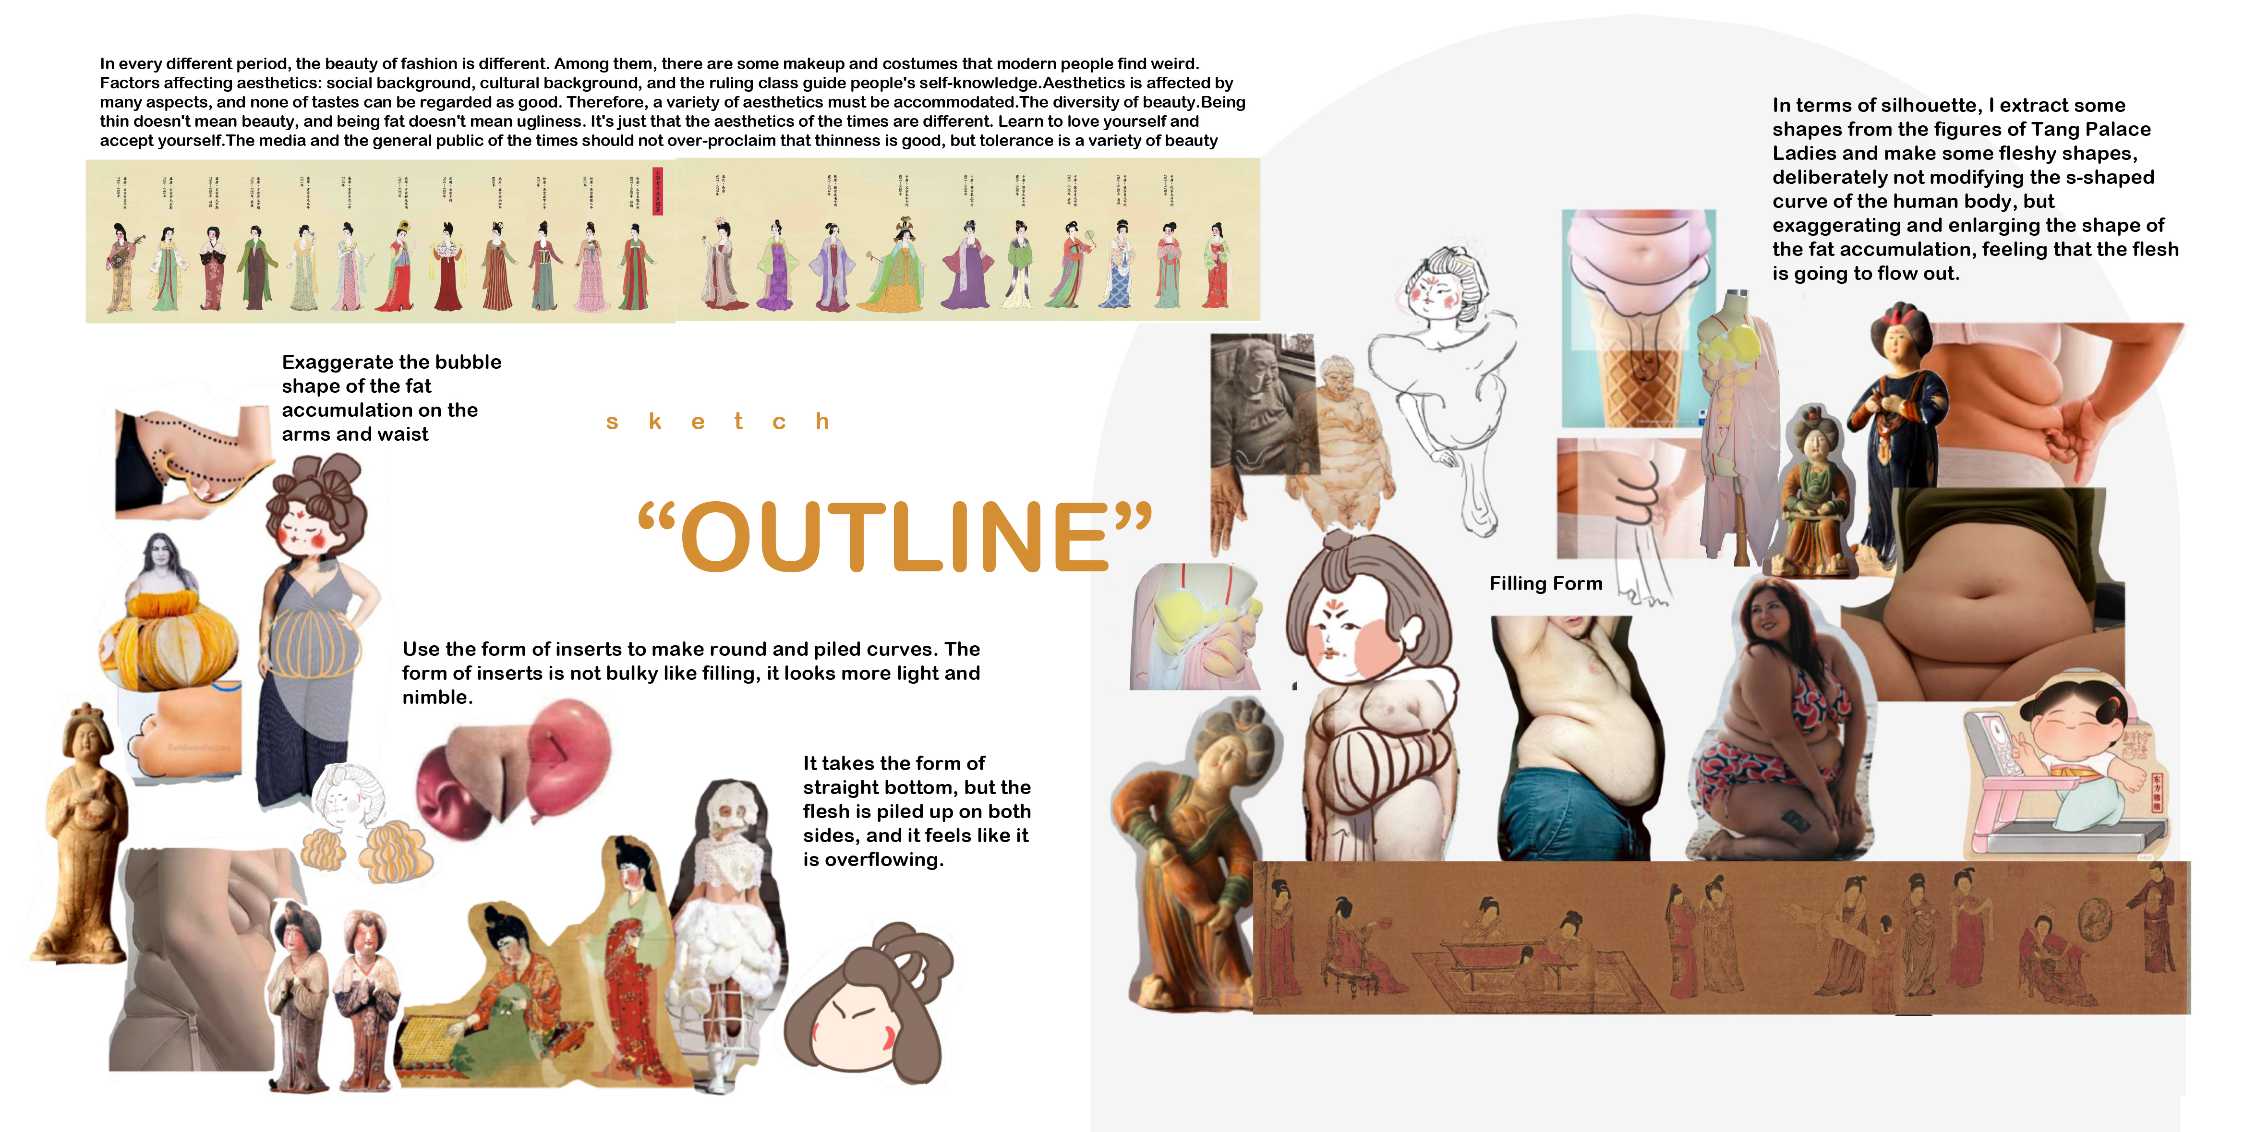 In every different period, the beauty of fashion is different. Among them, there are some makeup and costumes that modern people find weird.
Factors affecting aesthetics: social background, cultural background, and the ruling class guide people's self-knowledge.Aesthetics is affected by
many aspects, and none of tastes can be regarded as good. Therefore, a variety of aesthetics must be accommodated.The diversity of beauty.Being
thin doesn't mean beauty, and being fat doesn't mean ugliness. It's just that the aesthetics of the times are different. Learn to love yourself and
accept yourself.The media and the general public of the times should not over-proclaim that thinness is good, but tolerance is a variety of beauty
In terms of silhouette, I extract some
shapes from the figures of Tang Palace
Ladies and make some fleshy shapes,
deliberately not modifying the s-shaped
curve of the human body, but
exaggerating and enlarging the shape of
the fat accumulation, feeling that the flesh
is going to flow out.
Exaggerate the bubble
shape of the fat
accumulation on the
arms and waist
sketch
“OUTLINE”
Filling Form
Use the form of inserts to make round and piled curves. The
form of inserts is not bulky like filling, it looks more light and
nimble.
It takes the form of
straight bottom, but the
flesh is piled up on both
sides, and it feels like it
is overflowing.